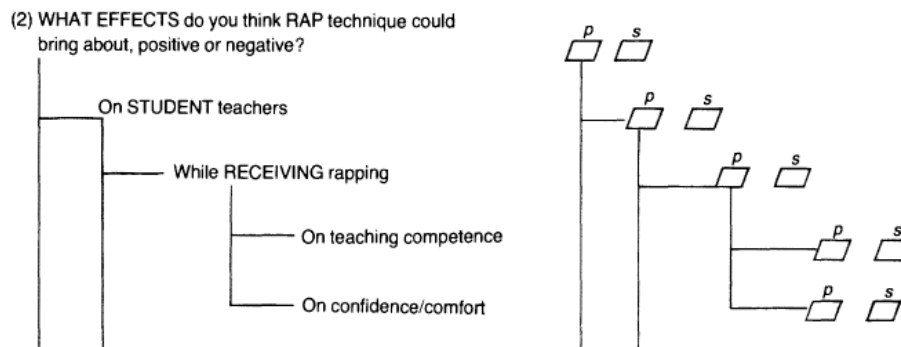 (2) WHAT EFFECTS do you think RAP technique could
bring about, positive or negative?
p s
On STUDENT teachers
p s
While RECEIVING rapping
p s
On teaching competence
p s
On confidence/comfort
p s